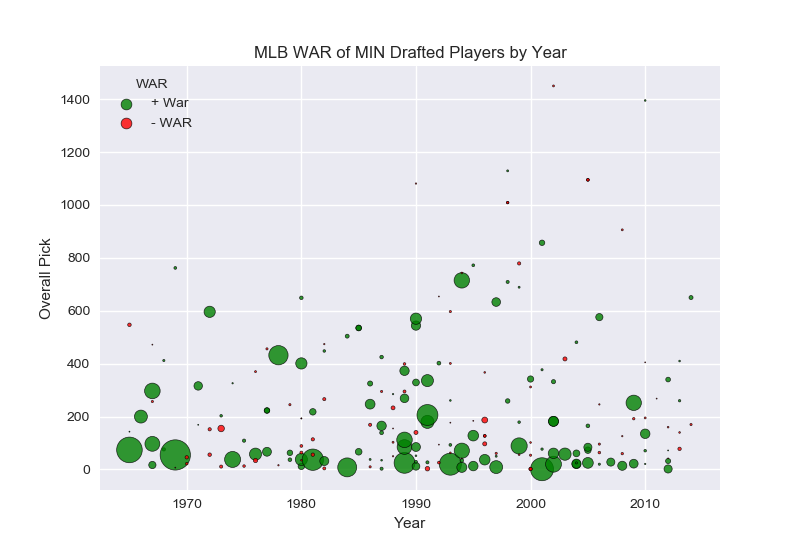 MLB WAR of MIN Drafted Players by Year
WAR
+ War
- WAR
1400
1200
1000
800
600
400
200
0
Overall Pick
1970
1980
1990
2000
2010
Year